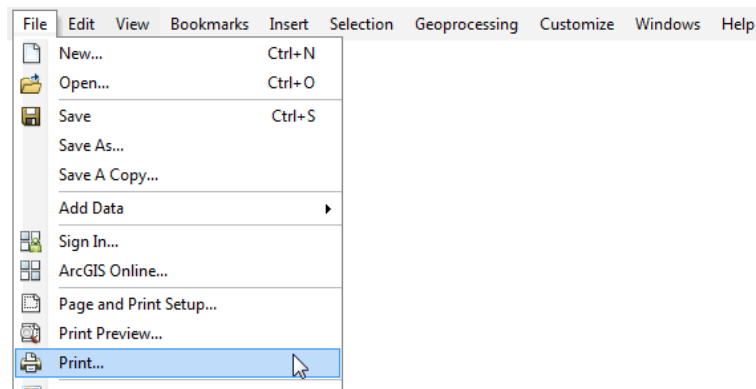 File Edit View Bookmarks Insert Selection Geoprocessing Customize Windows Help
New... Ctrl+N
Open... Ctrl+O
Save Ctrl+S
Save As...
Save A Copy...
Add Data
Sign In...
ArcGIS Online...
Page and Print Setup...
Print Preview...
Print...